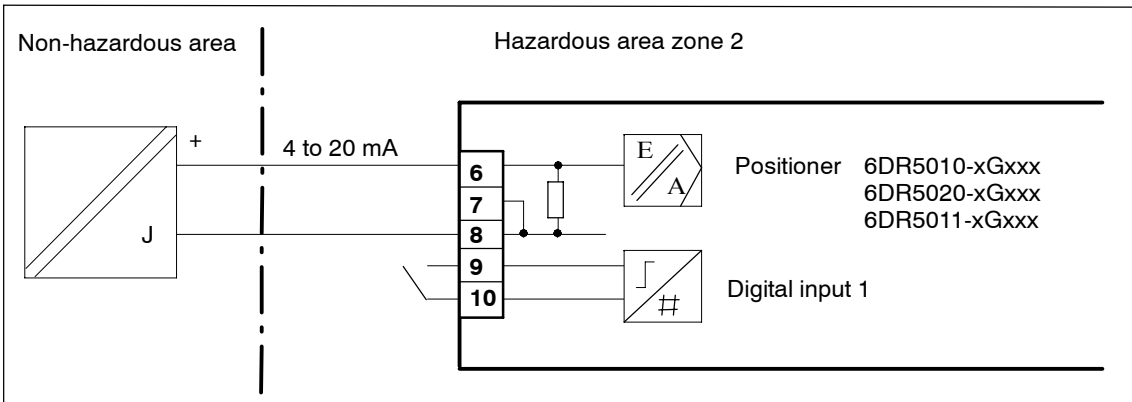 Non-hazardous area
Hazardous area zone 2
+
4 to 20 mA
J
6
7
8
9
10
E
A
Positioner 6DR5010-xGxxx
6DR5020-xGxxx
6DR5011-xGxxx
#
Digital input 1